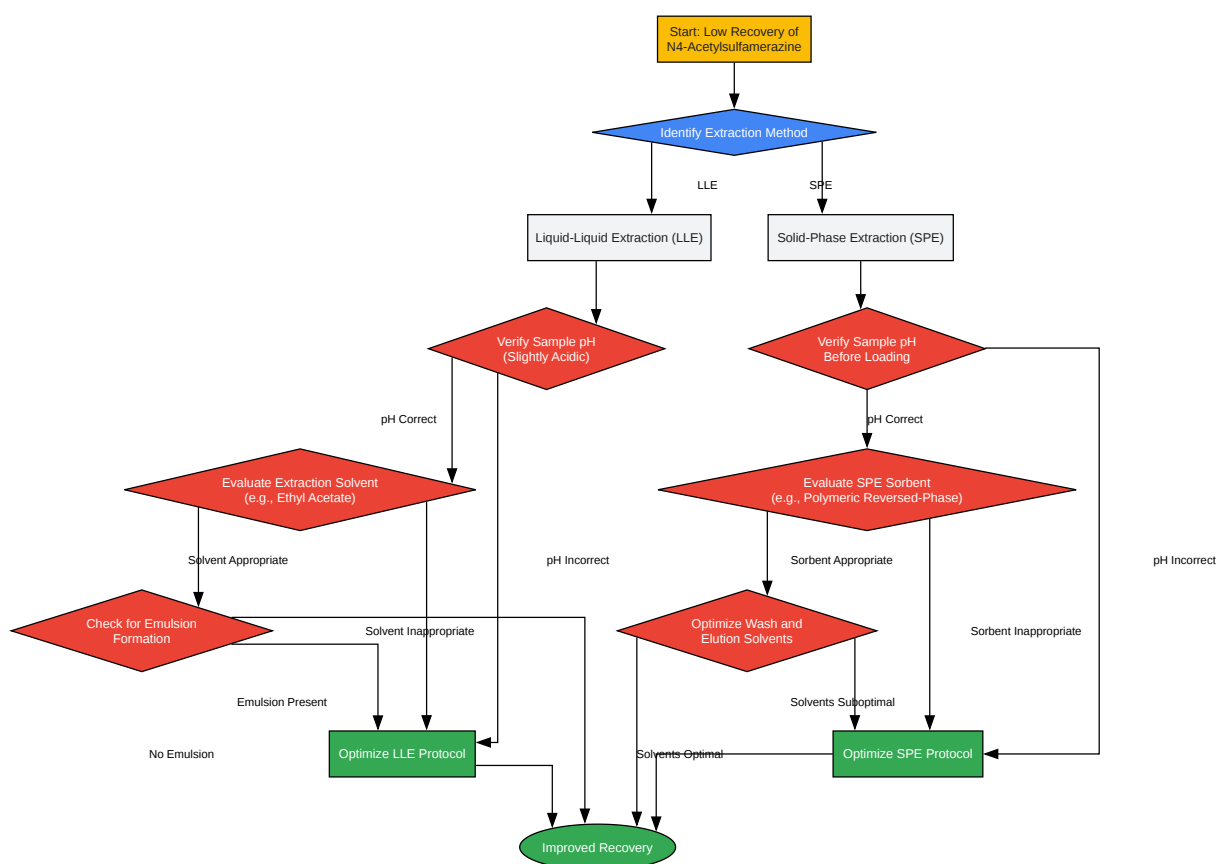 Start: Low Recovery of
N4-Acetylsulfamerazine
Identify Extraction Method
LLE
SPE
Liquid-Liquid Extraction (LLE)
Solid-Phase Extraction (SPE)
Verify Sample pH
(Slightly Acidic)
Verify Sample pH
Before Loading
pH Correct
pH Correct
Evaluate Extraction Solvent
(e.g., Ethyl Acetate)
Evaluate SPE Sorbent
(e.g., Polymeric Reversed-Phase)
Solvent Appropriate
pH Incorrect
Sorbent Appropriate
pH Incorrect
Check for Emulsion
Formation
Solvent Inappropriate
Optimize Wash and
Elution Solvents
Sorbent Inappropriate
Emulsion Present
Solvents Suboptimal
No Emulsion
Optimize LLE Protocol
Solvents Optimal
Optimize SPE Protocol
Improved Recovery